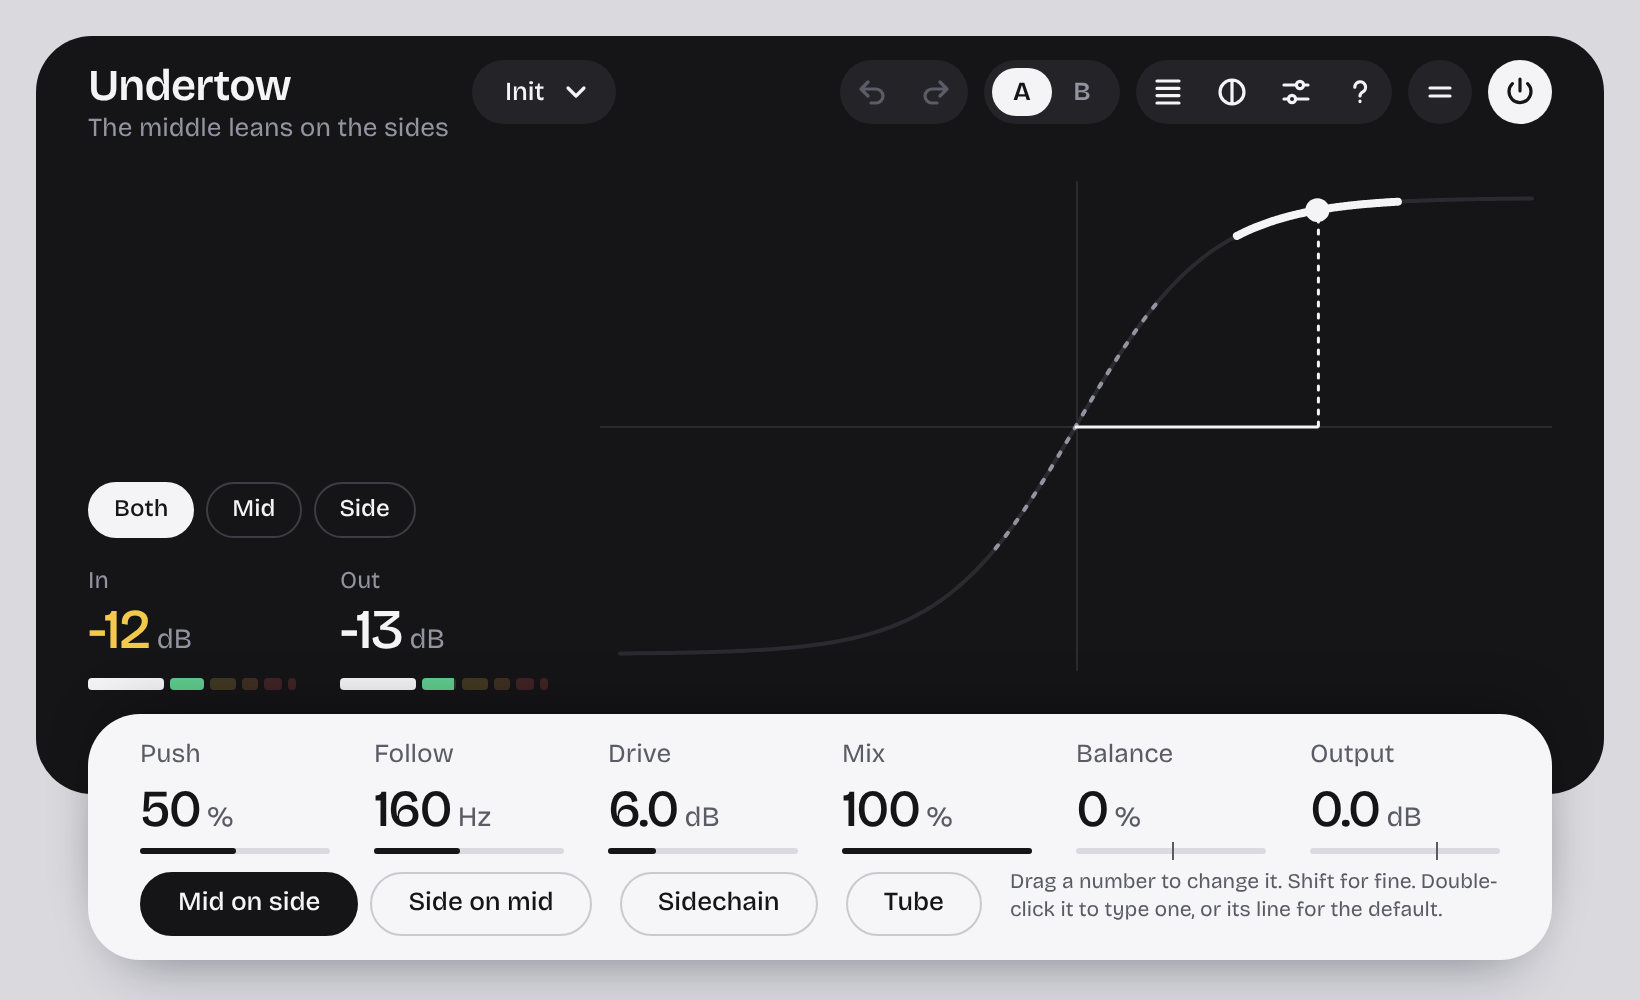 Undertow
The middle leans on the sides
Init
A B
?
Both Mid Side
In Out
-12 dB -13 dB
Push Follow Drive Mix Balance Output
50 % 160 Hz 6.0 dB 100 % 0 % 0.0 dB
Mid on side Side on mid Sidechain Tube
Drag a number to change it. Shift for fine. Double-
click it to type one, or its line for the default.